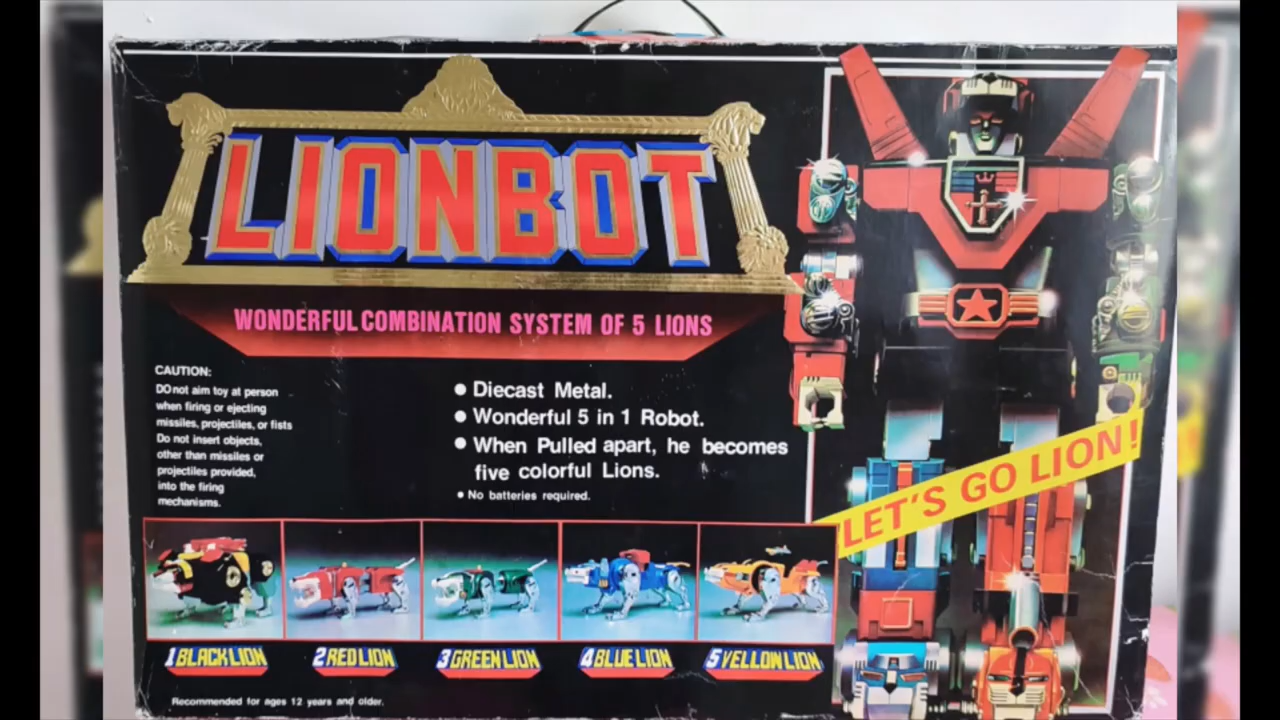 LIONBOT
WONDERFUL COMBINATION SYSTEM OF 5 LIONS
CAUTION:
DO not aim toy at person
when firing or ejecting
missiles, projectiles, or fists
Do not insert objects,
other than missiles or
projectiles provided,
into the firing
mechanisms.
● Diecast Metal.
● Wonderful 5 in 1 Robot.
● When Pulled apart, he becomes
five colorful Lions.
● No batteries required.
LET'S GO LION!
1 BLACK LION
2 RED LION
3 GREEN LION
4 BLUE LION
5 YELLOW LION
Recommended for ages 12 years and older.